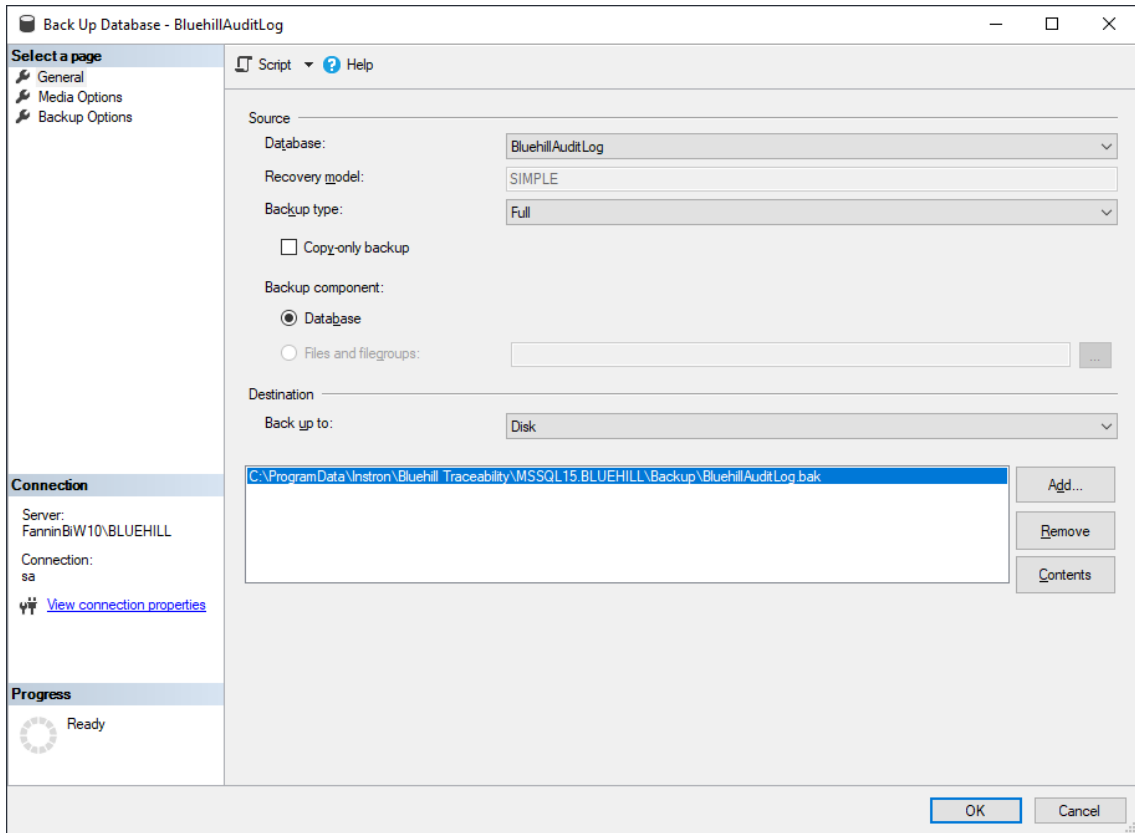 Back Up Database - BluehillAuditLog
Select a page
General
Media Options
Backup Options
Script
Help
Source
Database:
BluehillAuditLog
Recovery model:
SIMPLE
Backup type:
Full
Copy-only backup
Backup component:
Database
Files and filegroups:
...
Destination
Back up to:
Disk
C:\ProgramData\Instron\Bluehill Traceability\MSSQL15.BLUEHILL\Backup\BluehillAuditLog.bak
Add...
Remove
Contents
Connection
Server:
FanninBiW10\BLUEHILL
Connection:
sa
View connection properties
Progress
Ready
OK
Cancel